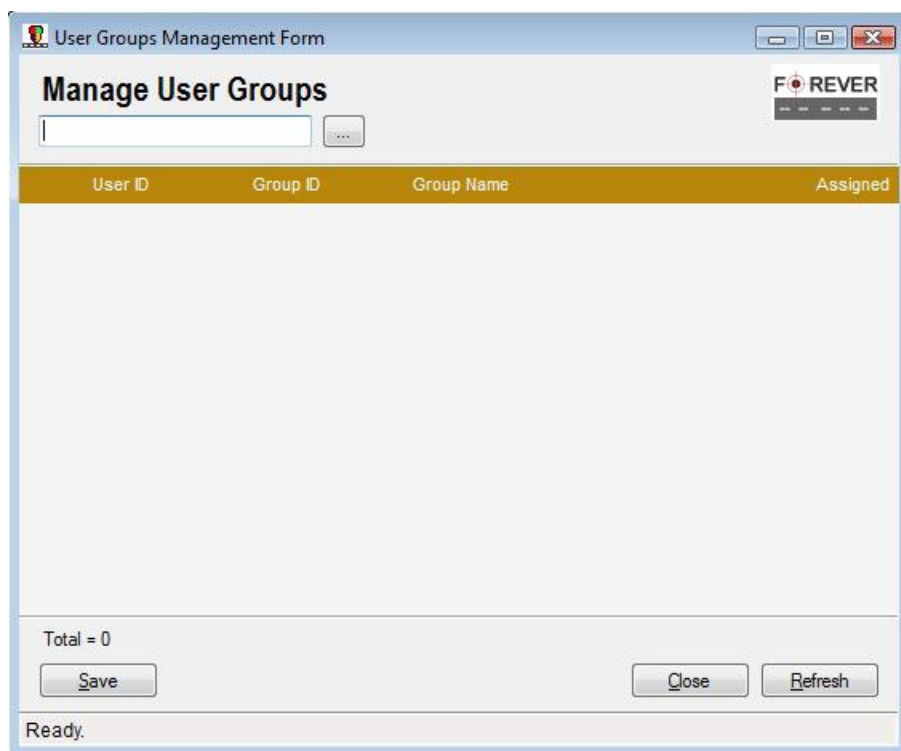 User Groups Management Form
Manage User Groups
F REVER
...
User ID Group ID Group Name Assigned
Total = 0
Save Close Refresh
Ready.